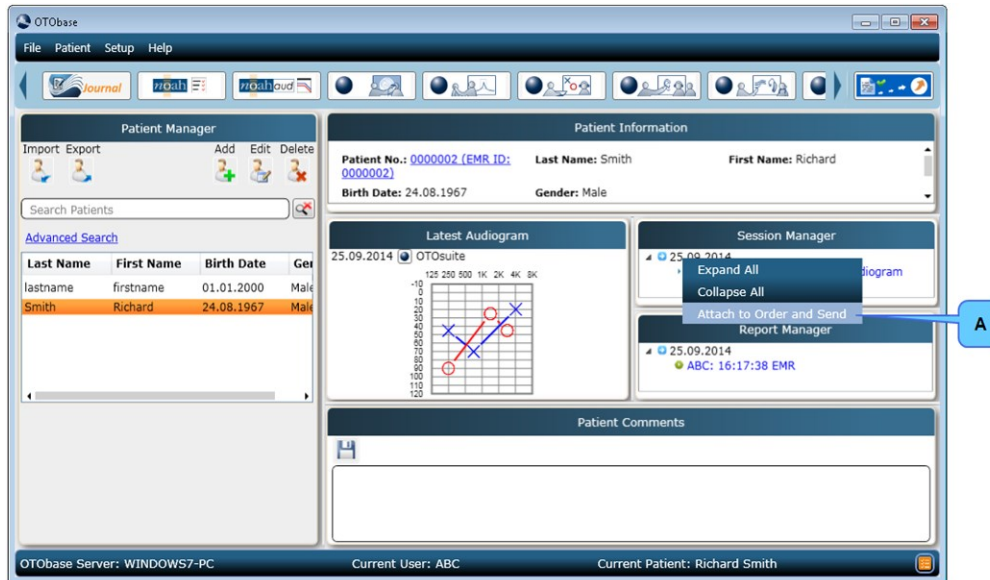 OTObase
File Patient Setup Help
Journal noah noah aud
Patient Manager
Import Export Add Edit Delete
Search Patients
Advanced Search
Last Name First Name Birth Date Ger
lastname firstname 01.01.2000 Male
Smith Richard 24.08.1967 Male
Patient Information
Patient No.: 0000002 (EMR ID: 0000002) Last Name: Smith First Name: Richard
Birth Date: 24.08.1967 Gender: Male
Latest Audiogram
25.09.2014 OTOsuite
125 250 500 1K 2K 4K 8K
-10
0
10
20
30
40
50
60
70
80
90
100
110
120
Session Manager
25.09.2014
diogram
Expand All
Collapse All
Attach to Order and Send
A
Report Manager
25.09.2014
ABC: 16:17:38 EMR
Patient Comments
OTObase Server: WINDOWS7-PC Current User: ABC Current Patient: Richard Smith